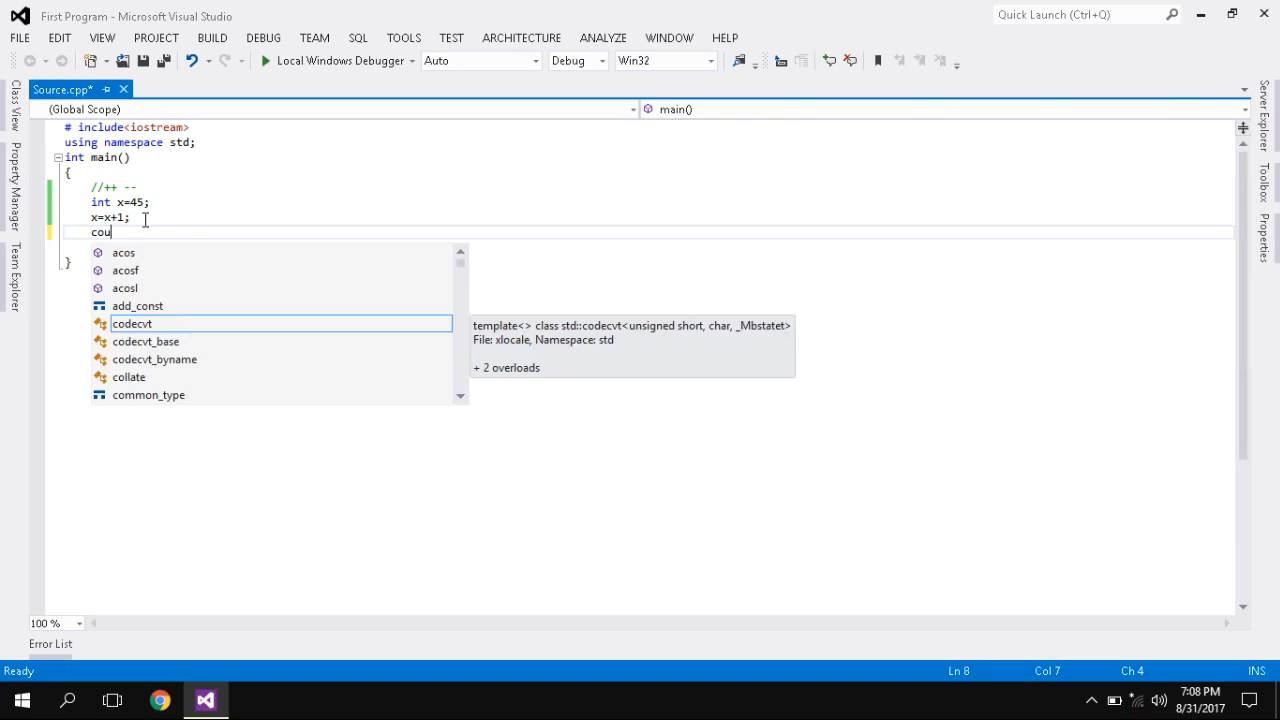 First Program - Microsoft Visual Studio
Quick Launch (Ctrl+Q)
FILE EDIT VIEW PROJECT BUILD DEBUG TEAM SQL TOOLS TEST ARCHITECTURE ANALYZE WINDOW HELP
Local Windows Debugger Auto Debug Win32
Source.cpp*
(Global Scope) main()
# include<iostream>
using namespace std;
int main()
{
//++ --
int x=45;
x=x+1;
cou
}
acos
acosf
acosl
add_const
codecvt
codecvt_base
codecvt_byname
collate
common_type
template<> class std::codecvt<unsigned short, char, _Mbstatet>
File: xlocale, Namespace: std
+ 2 overloads
Class View
Property Manager
Team Explorer
Server Explorer
Toolbox
Properties
100 %
Error List
Ready Ln 8 Col 7 Ch 4 INS
7:08 PM
8/31/2017